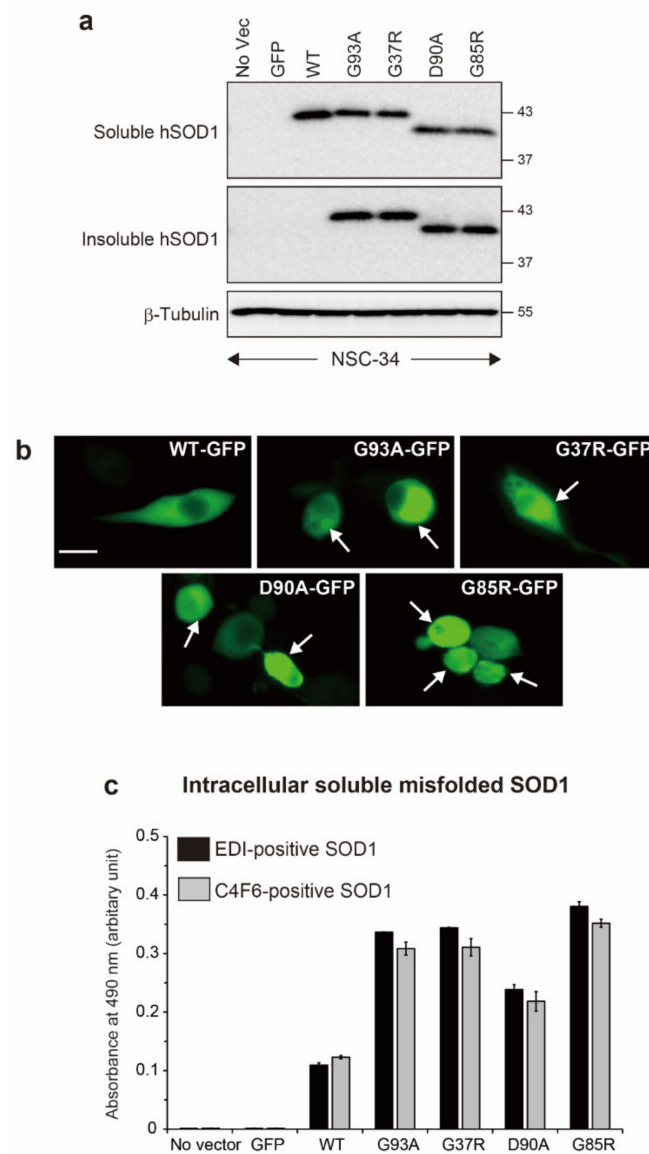 a
No Vec
GFP
WT
G93A
G37R
D90A
G85R
Soluble hSOD1
43
37
Insoluble hSOD1
43
37
β-Tubulin
55
NSC-34
b
WT-GFP
G93A-GFP
G37R-GFP
D90A-GFP
G85R-GFP
c Intracellular soluble misfolded SOD1
Absorbance at 490 nm (arbitary unit)
0.5
0.4
0.3
0.2
0.1
0
EDI-positive SOD1
C4F6-positive SOD1
No vector GFP WT G93A G37R D90A G85R